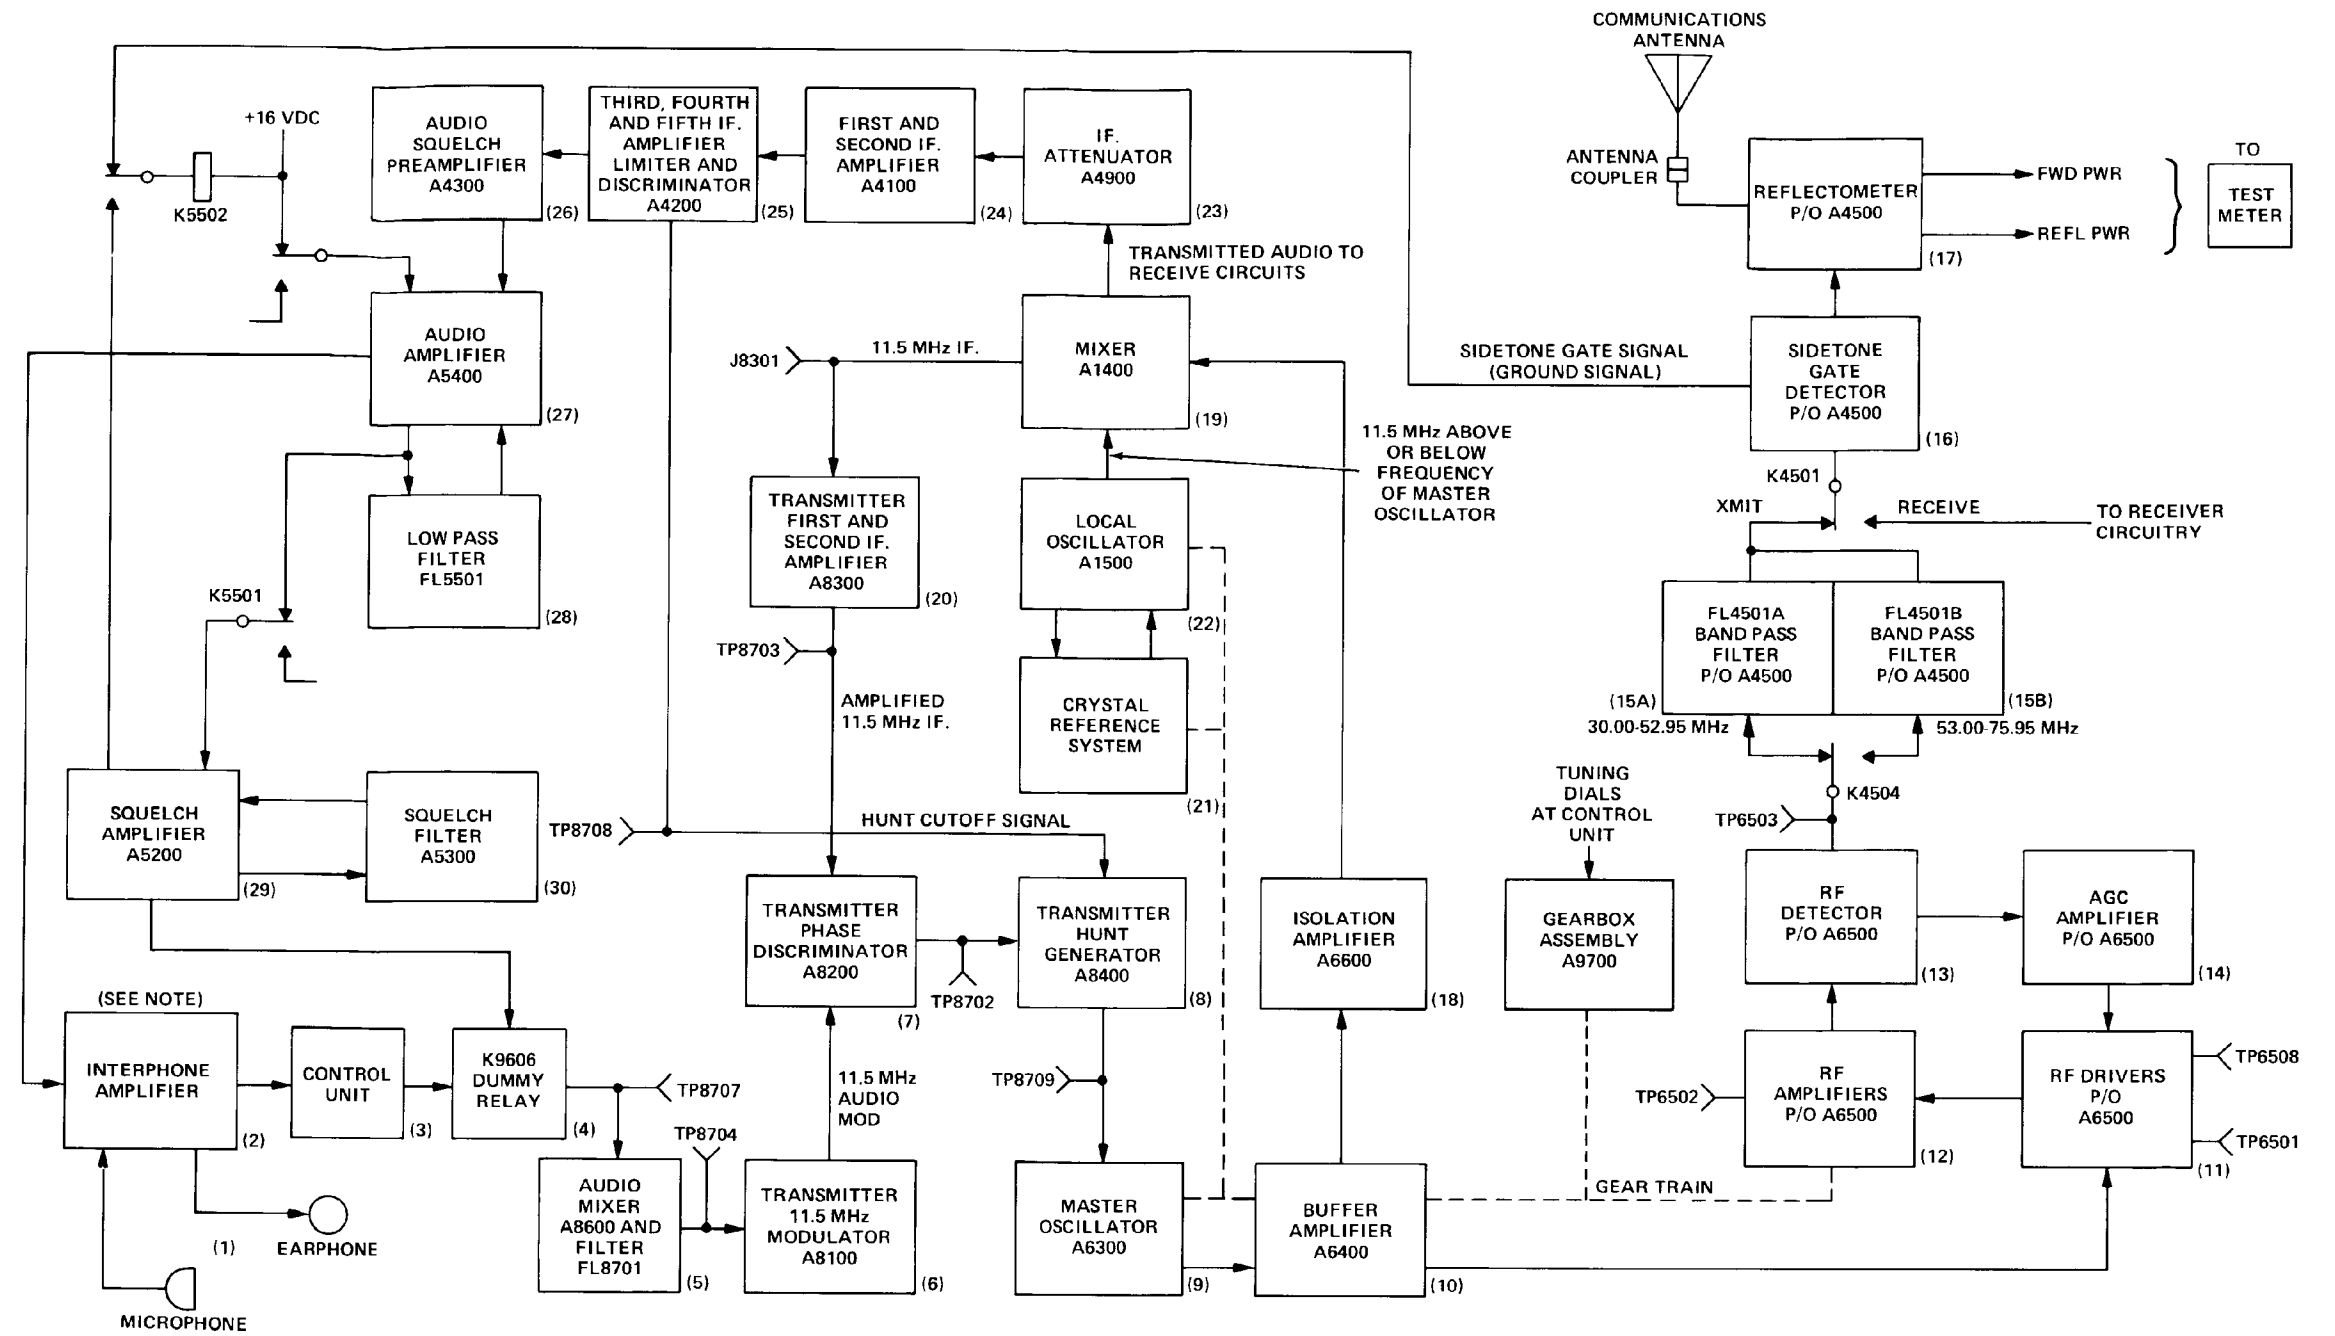 COMMUNICATIONS
ANTENNA
+16 VDC
K5502
AUDIO
SQUELCH
PREAMPLIFIER
A4300
(26)
THIRD, FOURTH
AND FIFTH IF.
AMPLIFIER
LIMITER AND
DISCRIMINATOR
A4200
(25)
FIRST AND
SECOND IF.
AMPLIFIER
A4100
(24)
IF.
ATTENUATOR
A4900
(23)
ANTENNA
COUPLER
REFLECTOMETER
P/O A4500
(17)
FWD PWR
REFL PWR
TO
TEST
METER
TRANSMITTED AUDIO TO
RECEIVE CIRCUITS
AUDIO
AMPLIFIER
A5400
(27)
J8301
11.5 MHz IF.
MIXER
A1400
(19)
SIDETONE GATE SIGNAL
(GROUND SIGNAL)
SIDETONE
GATE
DETECTOR
P/O A4500
(16)
11.5 MHz ABOVE
OR BELOW
FREQUENCY
OF MASTER
OSCILLATOR
K4501
XMIT
RECEIVE
TO RECEIVER
CIRCUITRY
LOW PASS
FILTER
FL5501
(28)
TRANSMITTER
FIRST AND
SECOND IF.
AMPLIFIER
A8300
(20)
LOCAL
OSCILLATOR
A1500
(22)
K5501
TP8703
AMPLIFIED
11.5 MHz IF.
CRYSTAL
REFERENCE
SYSTEM
(21)
FL4501A
BAND PASS
FILTER
P/O A4500
(15A)
30.00-52.95 MHz
FL4501B
BAND PASS
FILTER
P/O A4500
(15B)
53.00-75.95 MHz
K4504
TP6503
TUNING
DIALS
AT CONTROL
UNIT
SQUELCH
AMPLIFIER
A5200
(29)
SQUELCH
FILTER
A5300
(30)
TP8708
HUNT CUTOFF SIGNAL
TRANSMITTER
PHASE
DISCRIMINATOR
A8200
(7)
TP8702
TRANSMITTER
HUNT
GENERATOR
A8400
(8)
ISOLATION
AMPLIFIER
A6600
(18)
GEARBOX
ASSEMBLY
A9700
RF
DETECTOR
P/O A6500
(13)
AGC
AMPLIFIER
P/O A6500
(14)
(SEE NOTE)
INTERPHONE
AMPLIFIER
(2)
CONTROL
UNIT
(3)
K9606
DUMMY
RELAY
(4)
TP8707
TP8704
11.5 MHz
AUDIO
MOD
TP8709
TP6502
RF
AMPLIFIERS
P/O A6500
(12)
RF DRIVERS
P/O
A6500
(11)
TP6508
TP6501
GEAR TRAIN
AUDIO
MIXER
A8600 AND
FILTER
FL8701
(5)
TRANSMITTER
11.5 MHz
MODULATOR
A8100
(6)
MASTER
OSCILLATOR
A6300
(9)
BUFFER
AMPLIFIER
A6400
(10)
(1)
EARPHONE
MICROPHONE